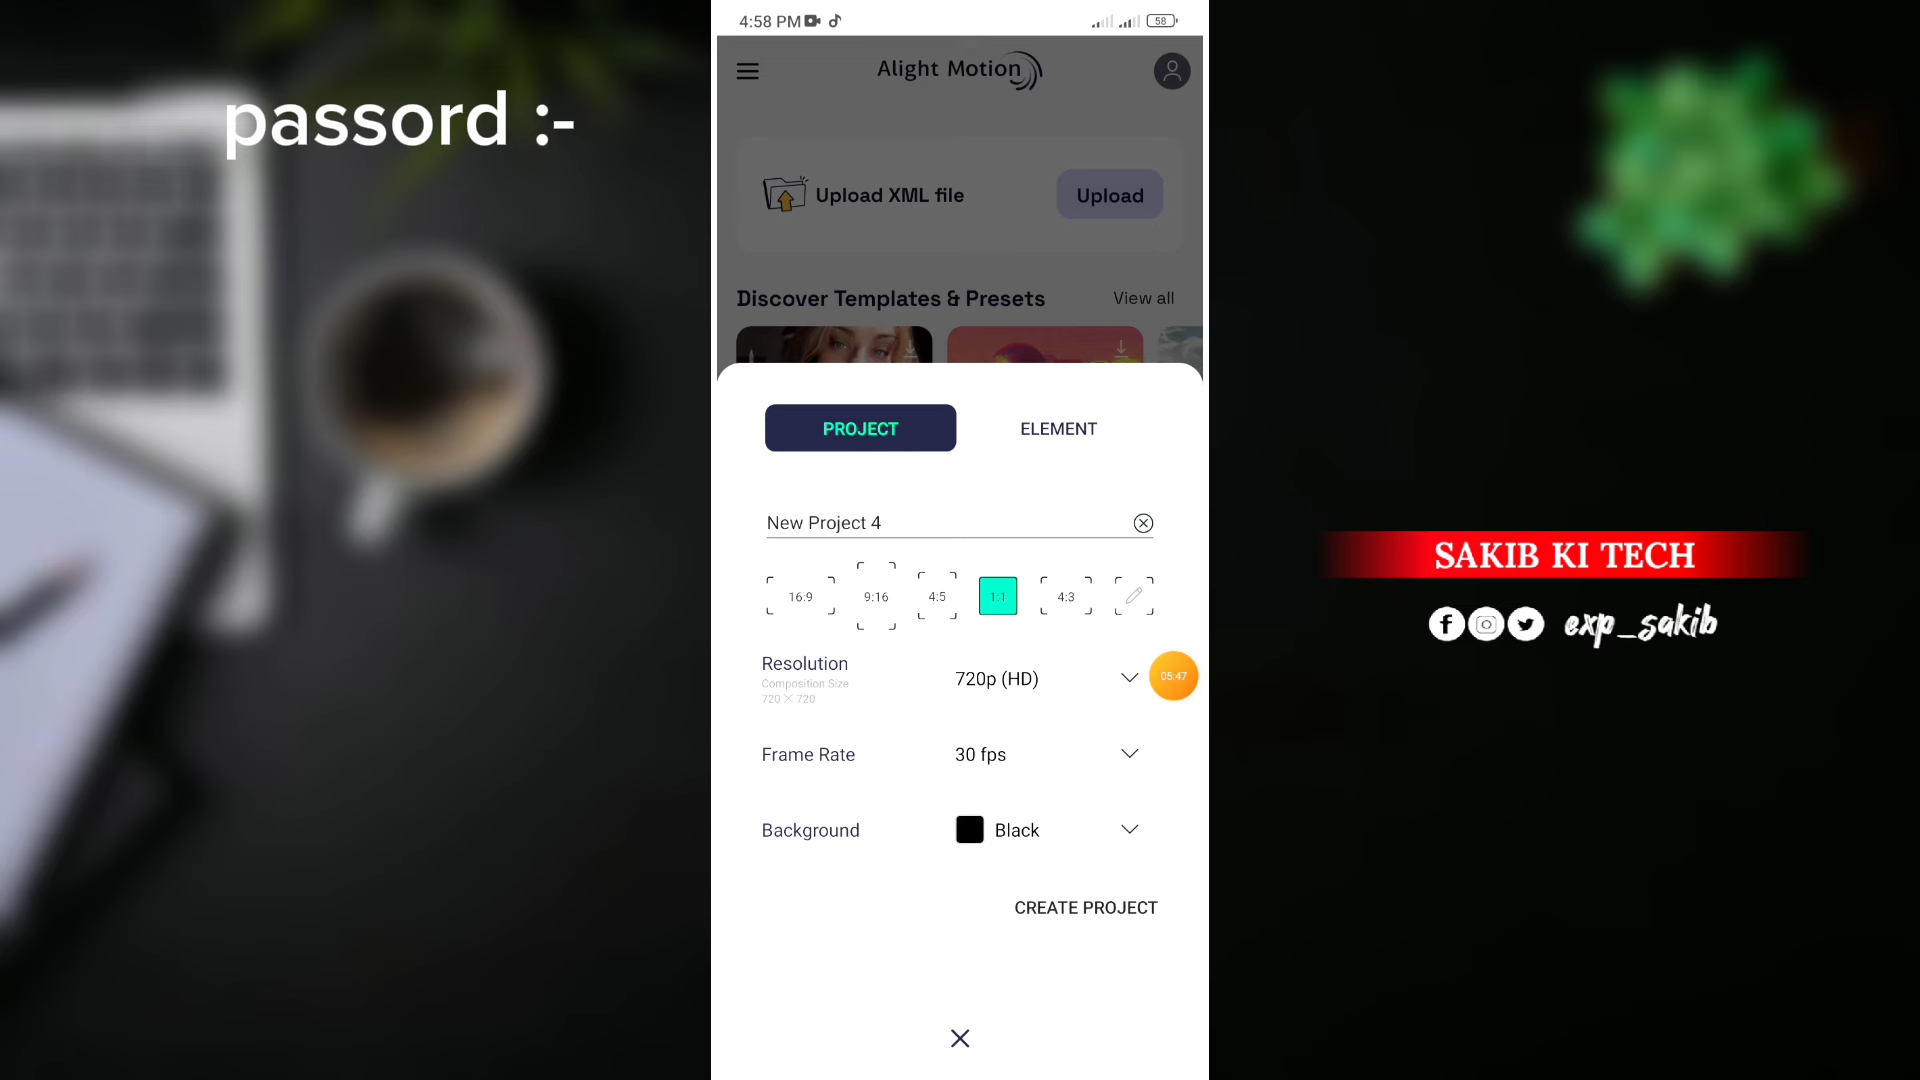 passord :-
4:58 PM
58
Alight Motion
Upload XML file
Upload
Discover Templates & Presets
View all
PROJECT
ELEMENT
New Project 4
16:9
9:16
4:5
1:1
4:3
Resolution
Composition Size
720 × 720
720p (HD)
05:47
Frame Rate
30 fps
Background
Black
CREATE PROJECT
SAKIB KI TECH
exp_sakib